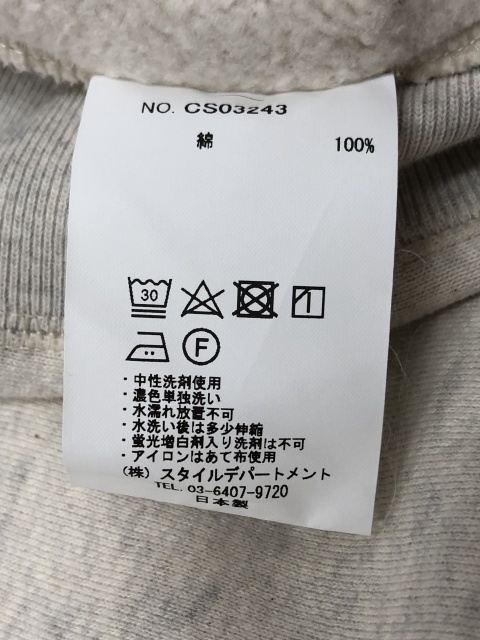 NO. CS03243
綿 100%
30
1
F
・中性洗剤使用
・濃色単独洗い
・水濡れ放置不可
・水洗い後は多少伸縮
・蛍光増白剤入り洗剤は不可
・アイロンはあて布使用
(株) スタイルデパートメント
TEL. 03-6407-9720
日本製